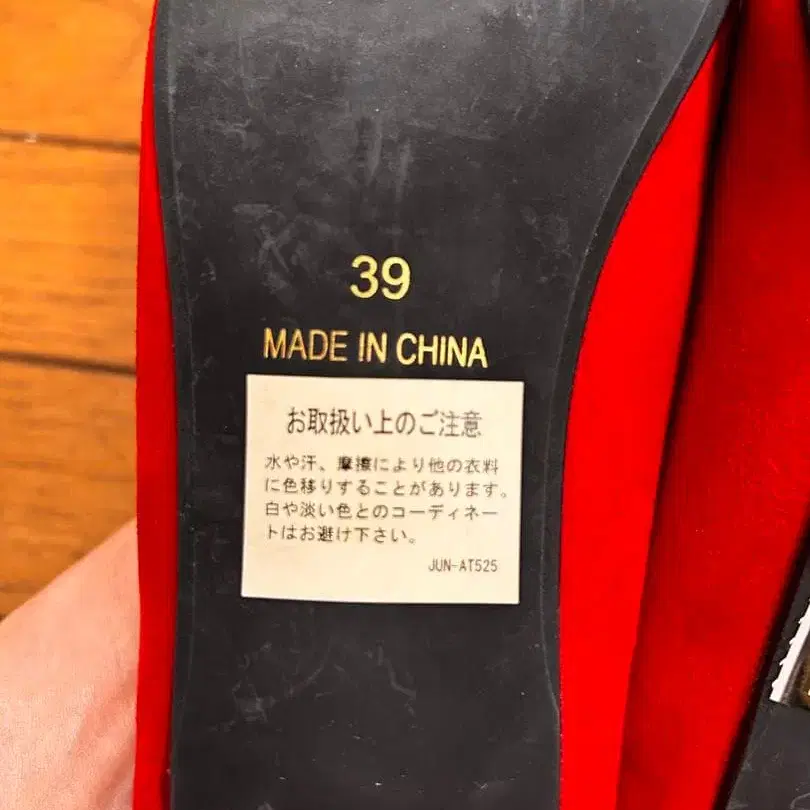 39
MADE IN CHINA
お取扱い上のご注意
水や汗、摩擦により他の衣料
に色移りすることがあります。
白や淡い色とのコーディネー
トはお避け下さい。
JUN-AT525